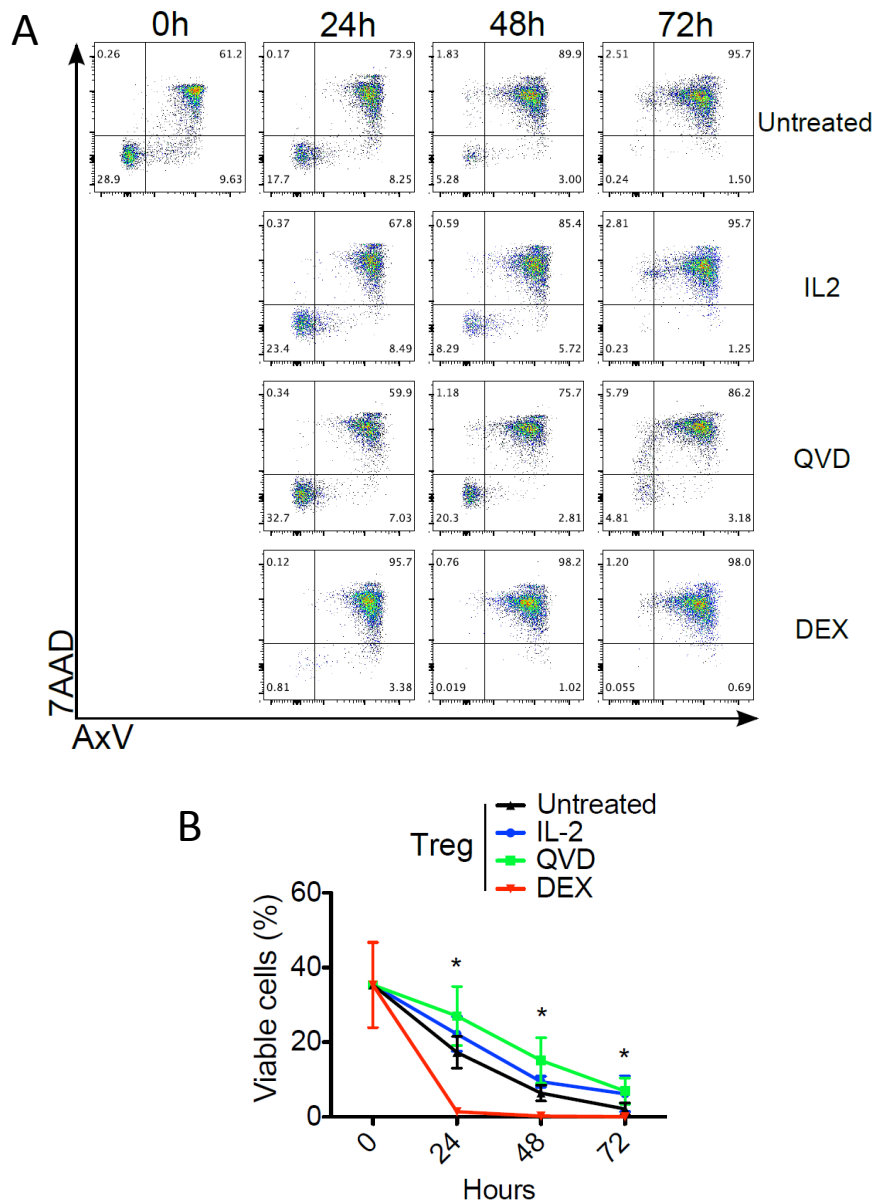 A
0h 24h 48h 72h
0.26 61.2 0.17 73.9 1.83 89.9 2.51 95.7
Untreated
28.9 9.63 17.7 8.25 5.28 3.00 0.24 1.50
0.37 67.8 0.59 85.4 2.81 95.7
IL2
23.4 8.49 8.29 5.72 0.23 1.25
0.34 59.9 1.18 75.7 5.79 86.2
QVD
32.7 7.03 20.3 2.81 4.81 3.18
0.12 95.7 0.76 98.2 1.20 98.0
DEX
0.81 3.38 0.019 1.02 0.055 0.69
7AAD
AxV
B
Treg
Untreated
IL-2
QVD
DEX
Viable cells (%)
60
40
20
0
* * *
0 24 48 72
Hours